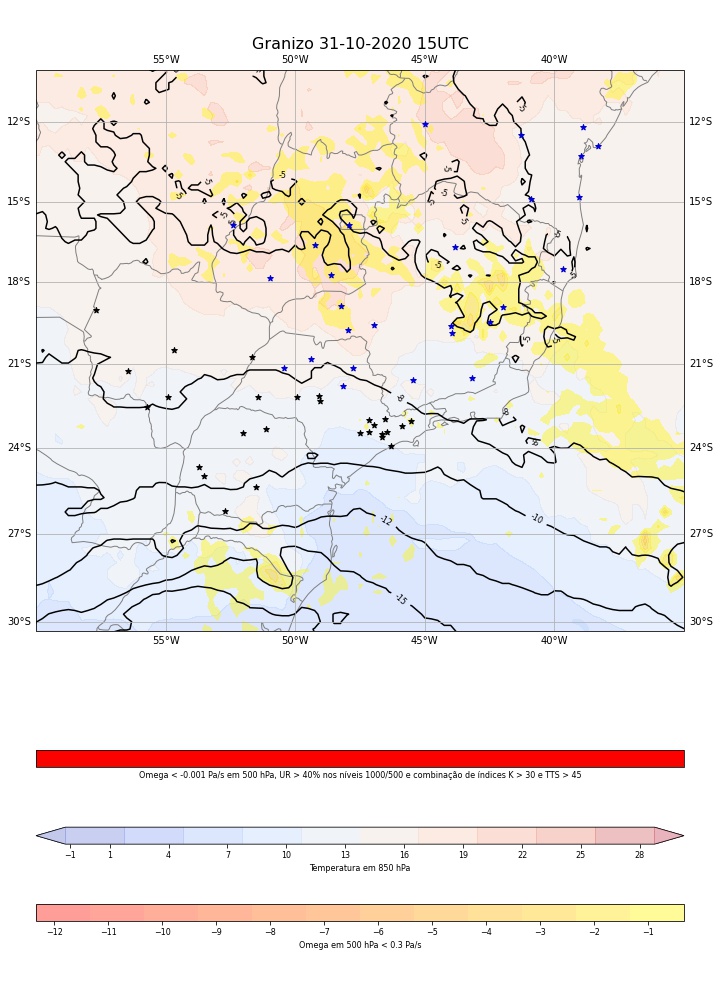 Granizo 31-10-2020 15UTC
55°W 50°W 45°W 40°W
12°S 12°S
15°S 15°S
18°S 18°S
21°S 21°S
24°S 24°S
27°S 27°S
30°S 30°S
-5 -5 -5 -5 -5
-5 -5 -5 -5 -5
-5 -5 -5
-8 -8 -8
-10
-12
-15
55°W 50°W 45°W 40°W
Omega < -0.001 Pa/s em 500 hPa, UR > 40% nos níveis 1000/500 e combinação de índices K > 30 e TTS > 45
−1 1 4 7 10 13 16 19 22 25 28
Temperatura em 850 hPa
−12 −11 −10 −9 −8 −7 −6 −5 −4 −3 −2 −1
Omega em 500 hPa < 0.3 Pa/s